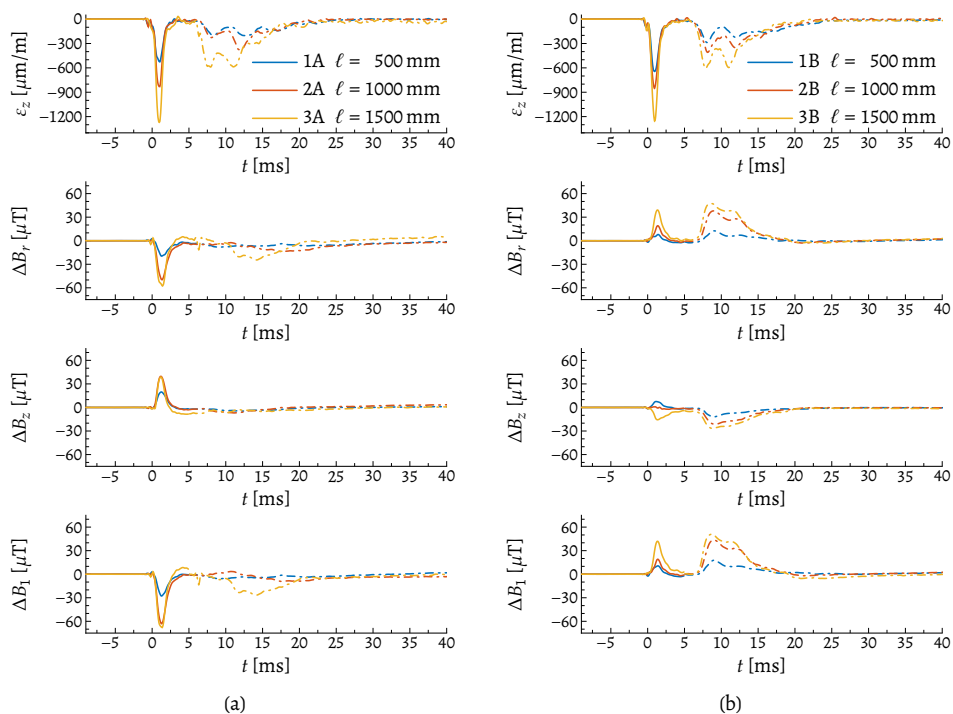 0
−300
−600
−900
−1200
ε_z [µm/m]
1A ℓ = 500 mm
2A ℓ = 1000 mm
3A ℓ = 1500 mm
−5 0 5 10 15 20 25 30 35 40
t [ms]
0
−300
−600
−900
−1200
ε_z [µm/m]
1B ℓ = 500 mm
2B ℓ = 1000 mm
3B ℓ = 1500 mm
−5 0 5 10 15 20 25 30 35 40
t [ms]
60
30
0
−30
−60
ΔB_r [µT]
−5 0 5 10 15 20 25 30 35 40
t [ms]
60
30
0
−30
−60
ΔB_r [µT]
−5 0 5 10 15 20 25 30 35 40
t [ms]
60
30
0
−30
−60
ΔB_z [µT]
−5 0 5 10 15 20 25 30 35 40
t [ms]
60
30
0
−30
−60
ΔB_z [µT]
−5 0 5 10 15 20 25 30 35 40
t [ms]
60
30
0
−30
−60
ΔB_1 [µT]
−5 0 5 10 15 20 25 30 35 40
t [ms]
60
30
0
−30
−60
ΔB_1 [µT]
−5 0 5 10 15 20 25 30 35 40
t [ms]
(a)
(b)